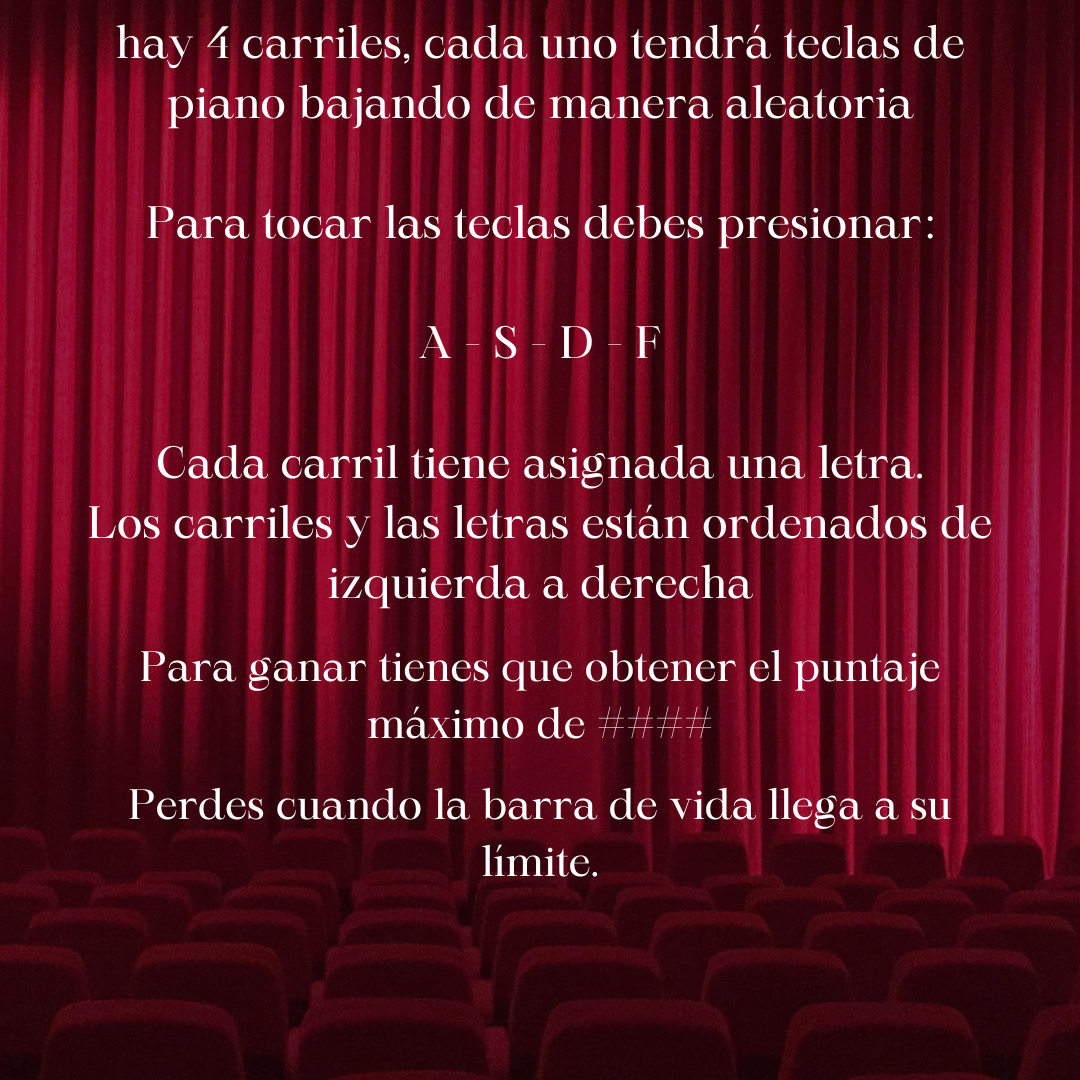 hay 4 carriles, cada uno tendrá teclas de
piano bajando de manera aleatoria
Para tocar las teclas debes presionar:
A - S - D - F
Cada carril tiene asignada una letra.
Los carriles y las letras están ordenados de
izquierda a derecha
Para ganar tienes que obtener el puntaje
máximo de ####
Perdes cuando la barra de vida llega a su
límite.